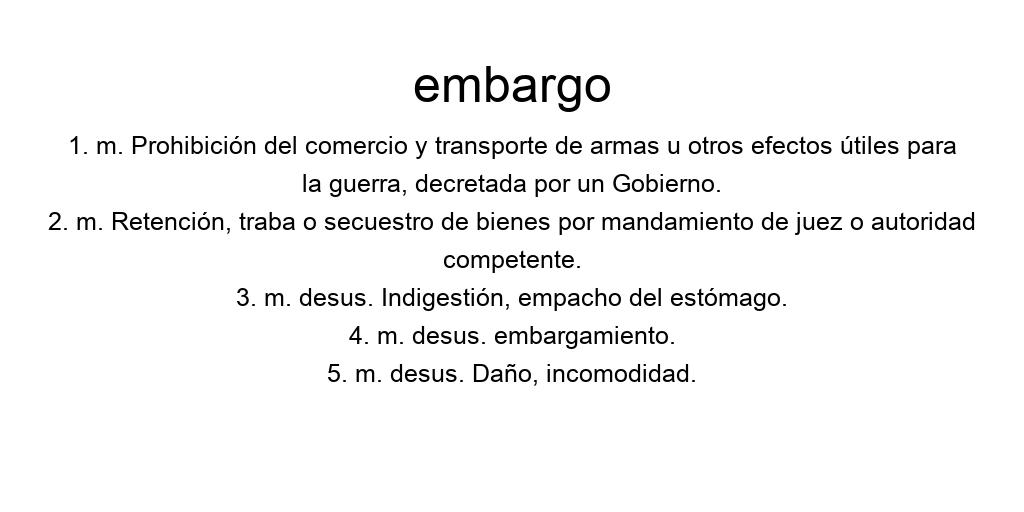 embargo
1. m. Prohibición del comercio y transporte de armas u otros efectos útiles para
la guerra, decretada por un Gobierno.
2. m. Retención, traba o secuestro de bienes por mandamiento de juez o autoridad
competente.
3. m. desus. Indigestión, empacho del estómago.
4. m. desus. embargamiento.
5. m. desus. Daño, incomodidad.